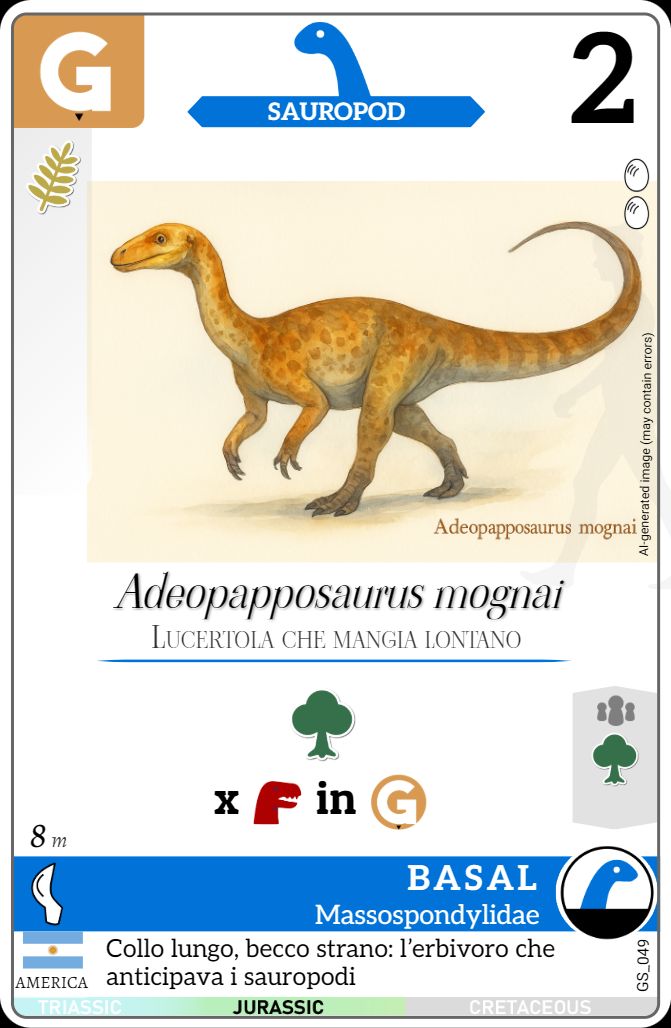 G
SAUROPOD
2
AI-generated image (may contain errors)
Adeopapposaurus mognai
Adeopapposaurus mognai
Lucertola che mangia lontano
x in G
8 m
BASAL
Massospondylidae
AMERICA
Collo lungo, becco strano: l’erbivoro che
anticipava i sauropodi
GS_049
TRIASSIC JURASSIC CRETACEOUS